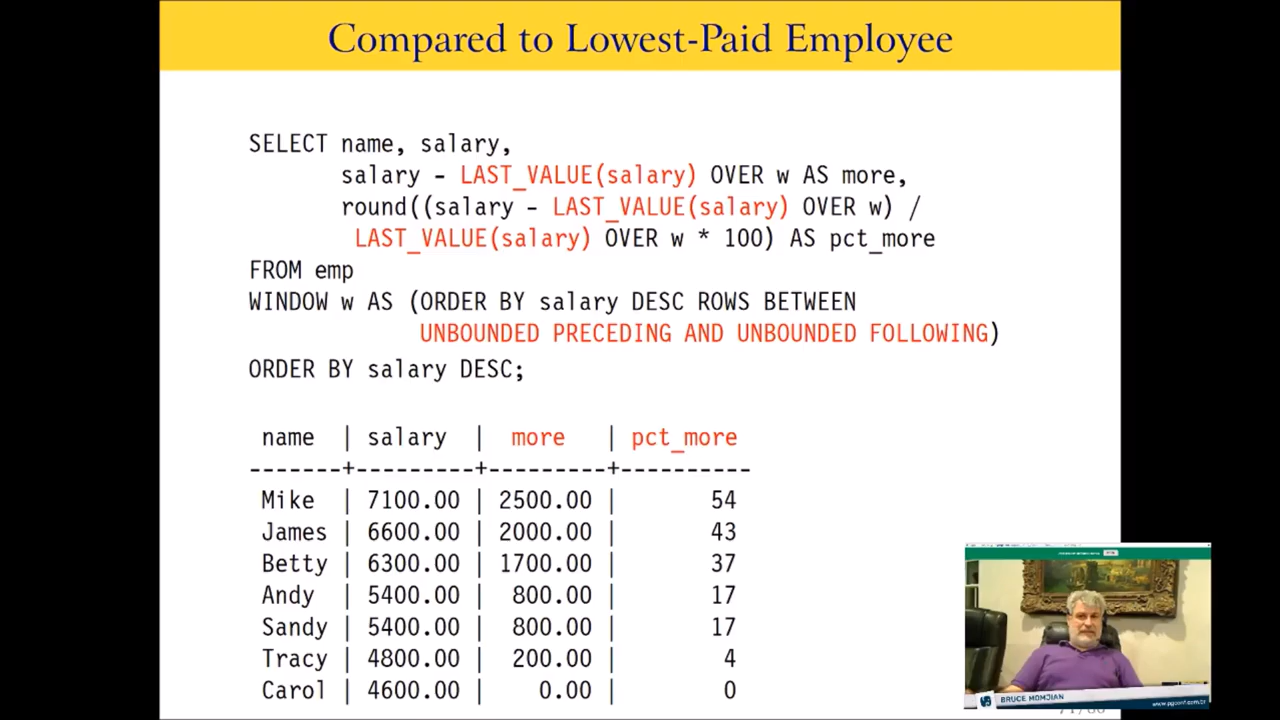 Compared to Lowest-Paid Employee
SELECT name, salary,
salary - LAST_VALUE(salary) OVER w AS more,
round((salary - LAST_VALUE(salary) OVER w) /
LAST_VALUE(salary) OVER w * 100) AS pct_more
FROM emp
WINDOW w AS (ORDER BY salary DESC ROWS BETWEEN
UNBOUNDED PRECEDING AND UNBOUNDED FOLLOWING)
ORDER BY salary DESC;
name | salary | more | pct_more
-------+---------+---------+----------
Mike | 7100.00 | 2500.00 | 54
James | 6600.00 | 2000.00 | 43
Betty | 6300.00 | 1700.00 | 37
Andy | 5400.00 | 800.00 | 17
Sandy | 5400.00 | 800.00 | 17
Tracy | 4800.00 | 200.00 | 4
Carol | 4600.00 | 0.00 | 0
BRUCE MOMJIAN
www.pgconf.com.br